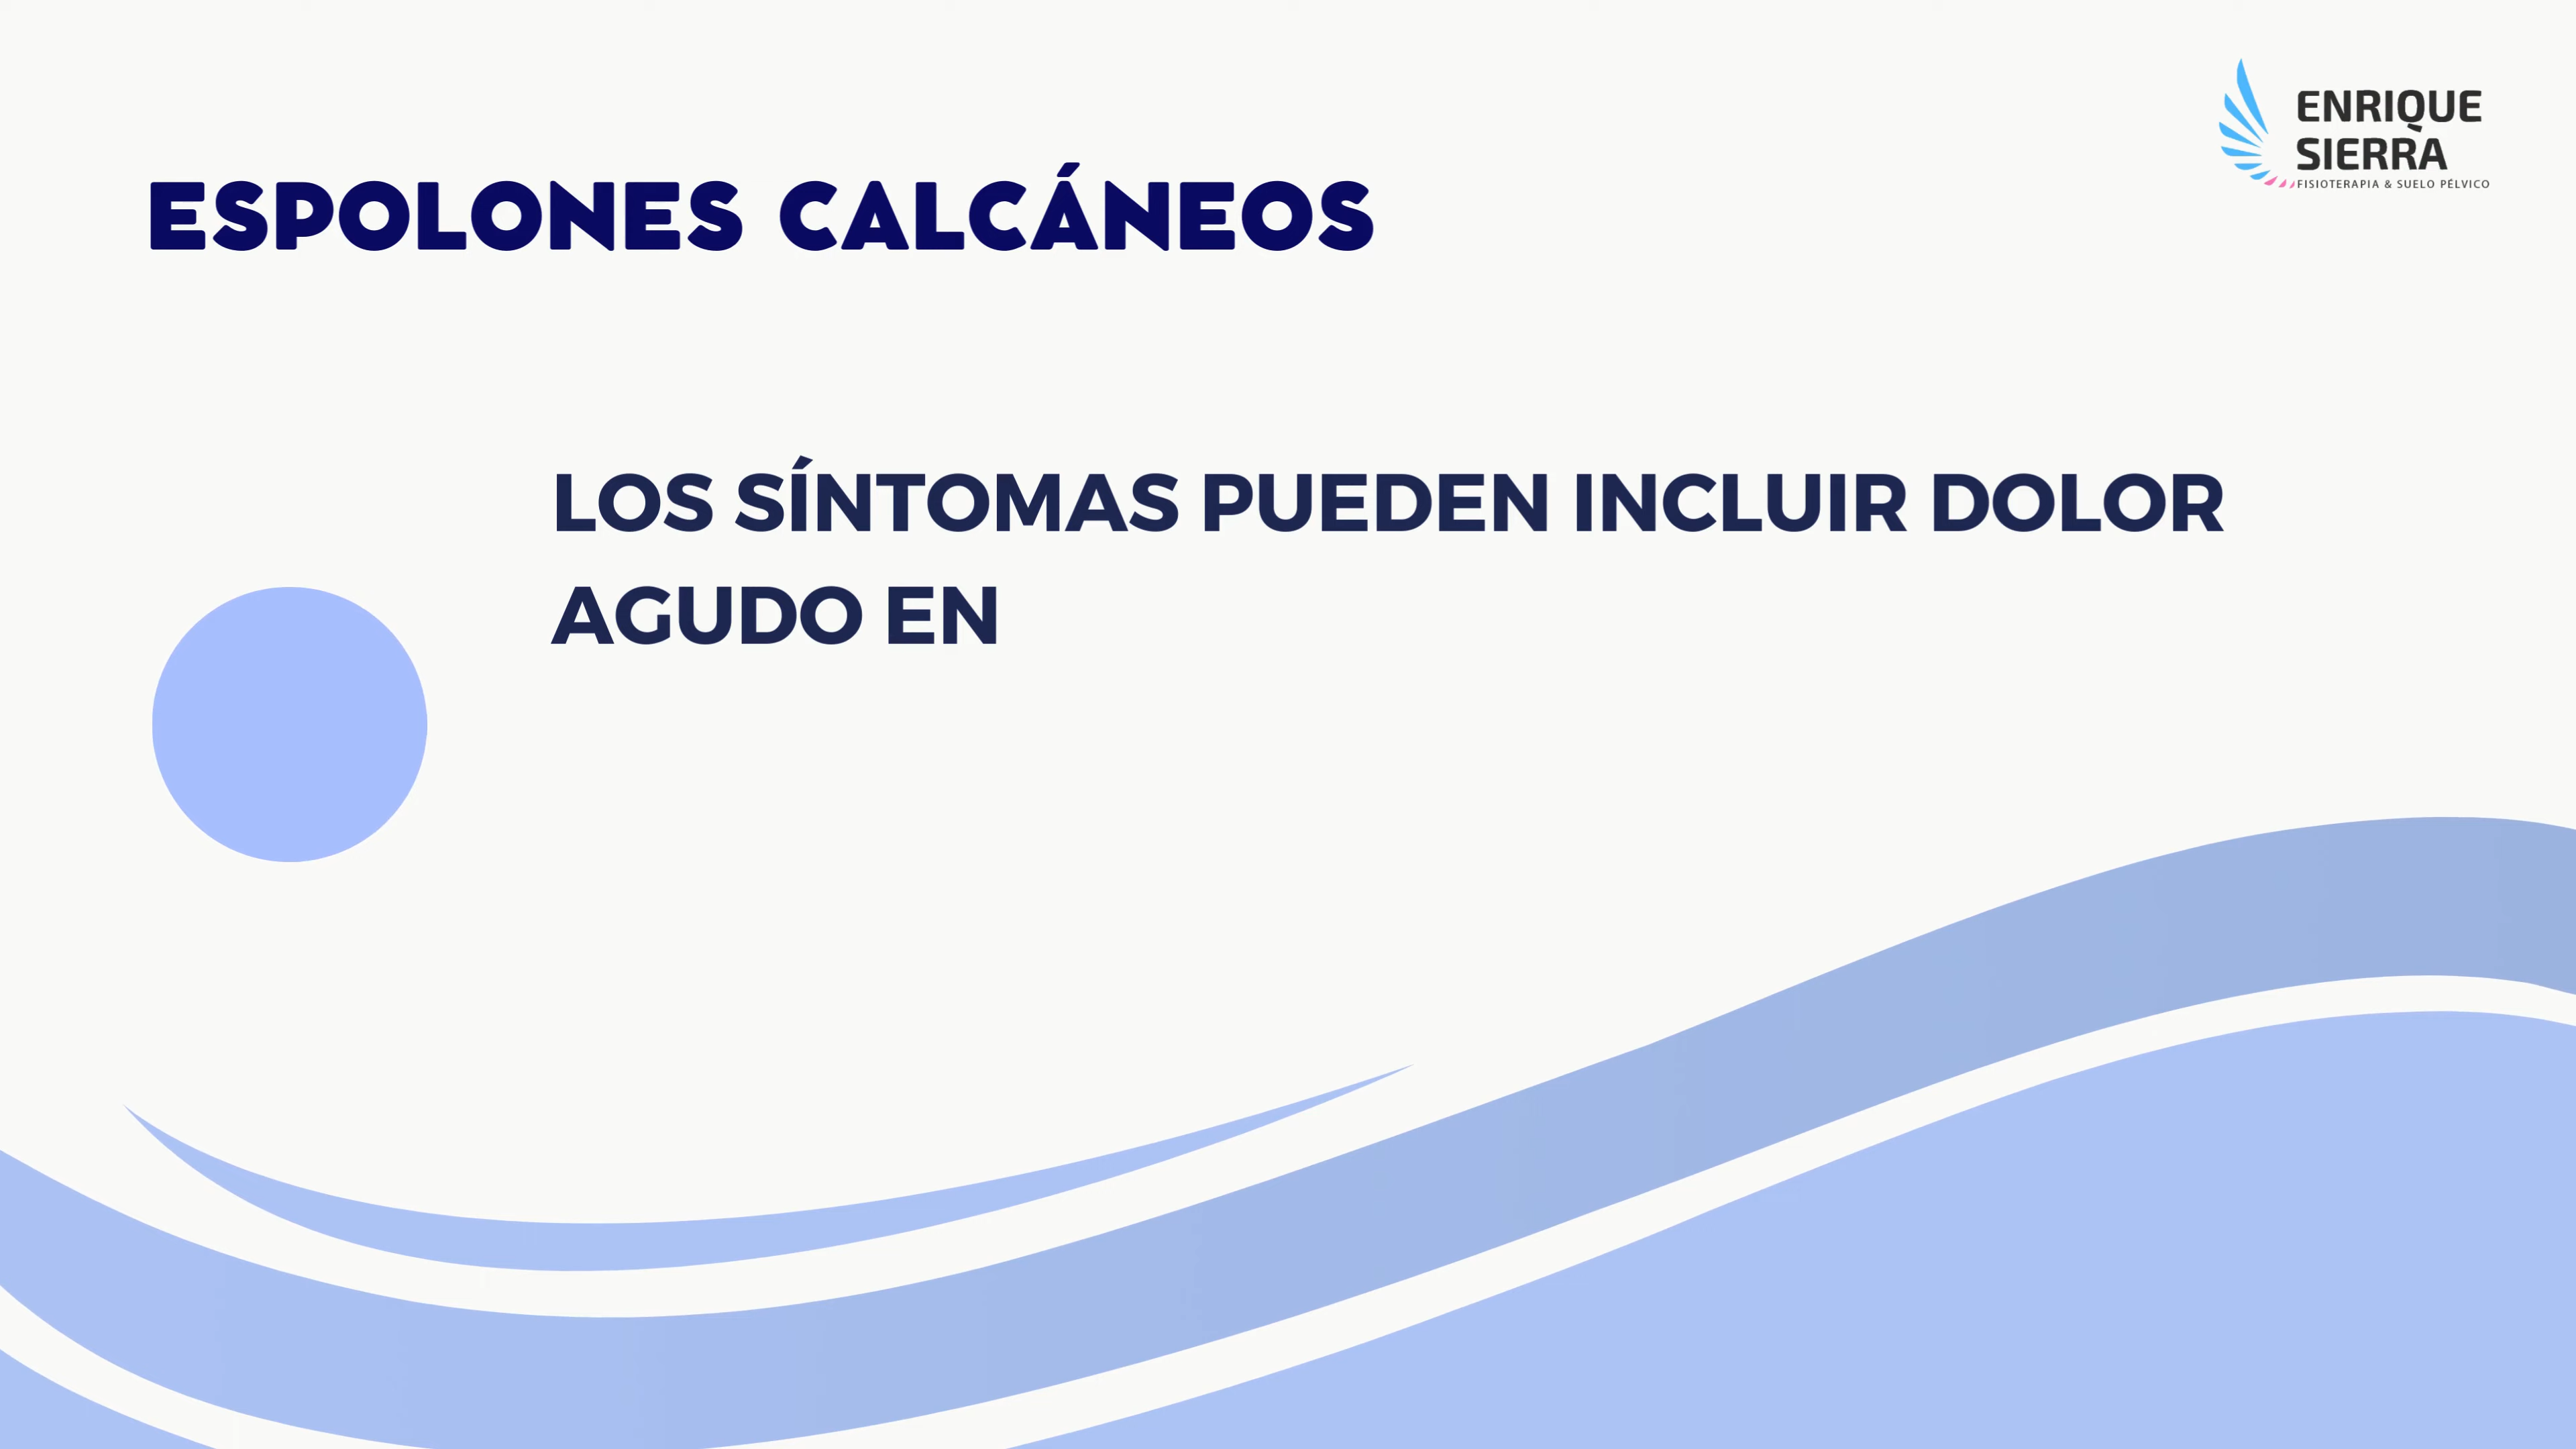 ENRIQUE
SIERRA
FISIOTERAPIA & SUELO PÉLVICO
ESPOLONES CALCÁNEOS
LOS SÍNTOMAS PUEDEN INCLUIR DOLOR
AGUDO EN